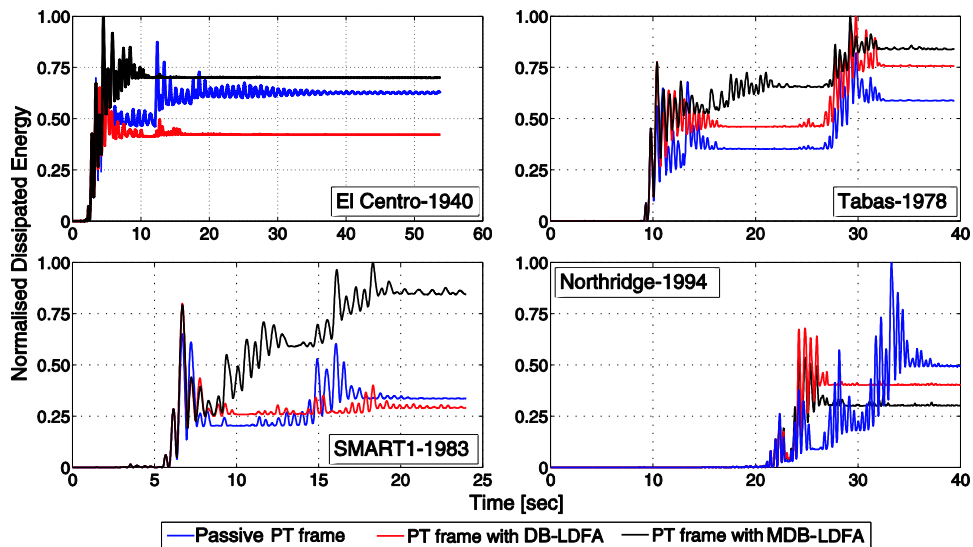 Normalised Dissipated Energy
1.00
0.75
0.50
0.25
0
0 10 20 30 40 50 60
El Centro-1940
1.00
0.75
0.50
0.25
0
0 10 20 30 40
Tabas-1978
1.00
0.75
0.50
0.25
0
0 5 10 15 20 25
SMART1-1983
1.00
0.75
0.50
0.25
0
0 10 20 30 40
Northridge-1994
Time [sec]
Passive PT frame PT frame with DB-LDFA PT frame with MDB-LDFA